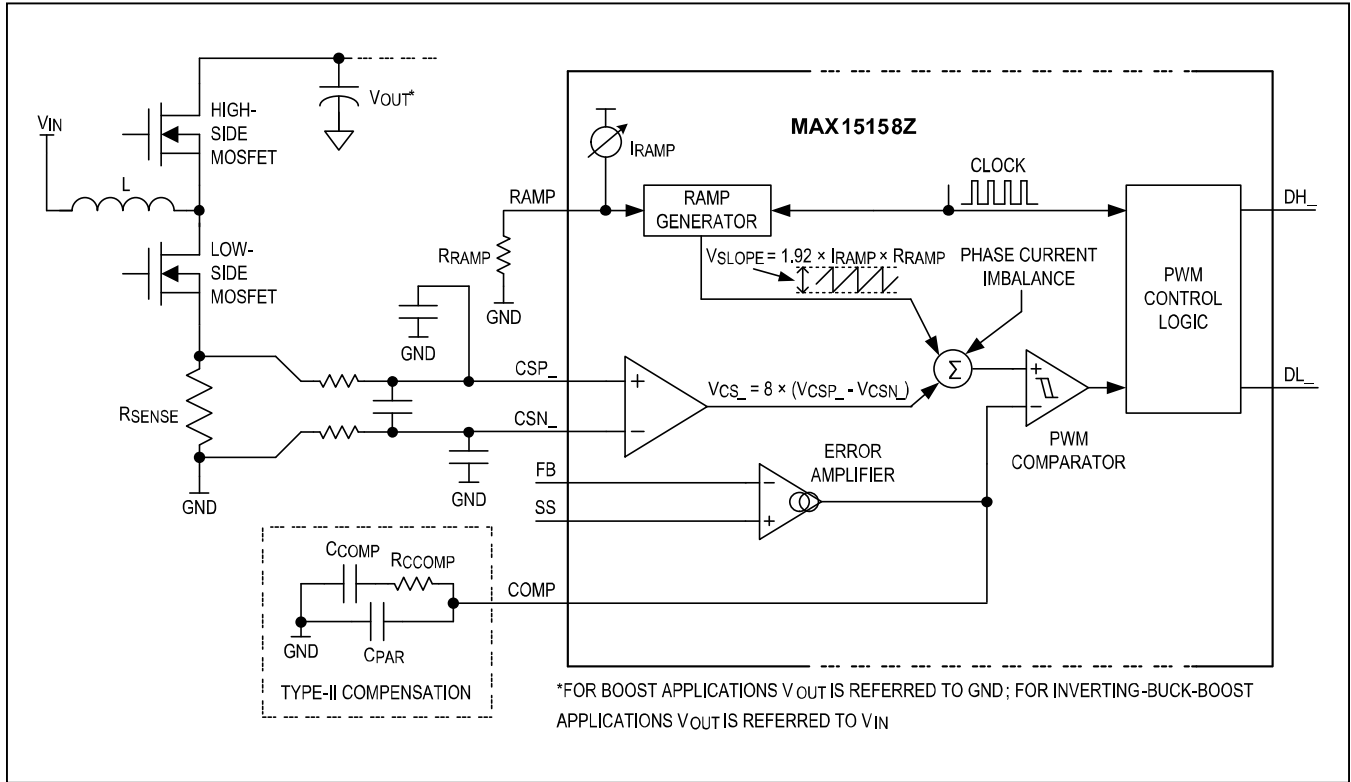 HIGH-
SIDE
MOSFET
VOUT*
VIN
L
LOW-
SIDE
MOSFET
RSENSE
GND
RRAMP
GND
GND
GND
RAMP
CSP_
CSN_
FB
SS
COMP
MAX15158Z
IRAMP
RAMP
GENERATOR
CLOCK
VSLOPE = 1.92 × IRAMP × RRAMP
PHASE CURRENT
IMBALANCE
PWM
CONTROL
LOGIC
DH_
DL_
Σ
+
−
VCS_ = 8 × (VCSP_ - VCSN_)
+
−
PWM
COMPARATOR
ERROR
AMPLIFIER
−
+
CCOMP
RCCOMP
GND
CPAR
TYPE-II COMPENSATION
*FOR BOOST APPLICATIONS VOUT IS REFERRED TO GND; FOR INVERTING-BUCK-BOOST
APPLICATIONS VOUT IS REFERRED TO VIN